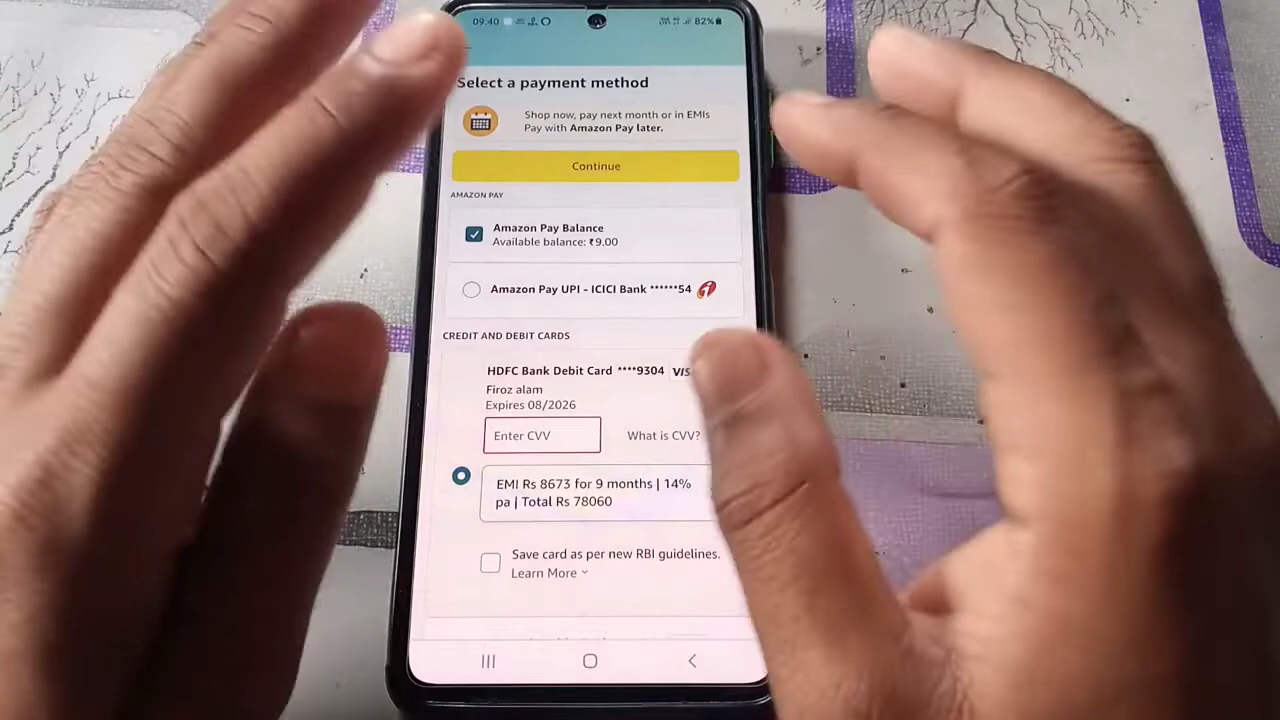 09:40
82%
Select a payment method
Shop now, pay next month or in EMIs
Pay with Amazon Pay later.
Continue
AMAZON PAY
Amazon Pay Balance
Available balance: ₹9.00
Amazon Pay UPI - ICICI Bank ******54
CREDIT AND DEBIT CARDS
HDFC Bank Debit Card ****9304 VIS
Firoz alam
Expires 08/2026
Enter CVV
What is CVV?
EMI Rs 8673 for 9 months | 14%
pa | Total Rs 78060
Save card as per new RBI guidelines.
Learn More